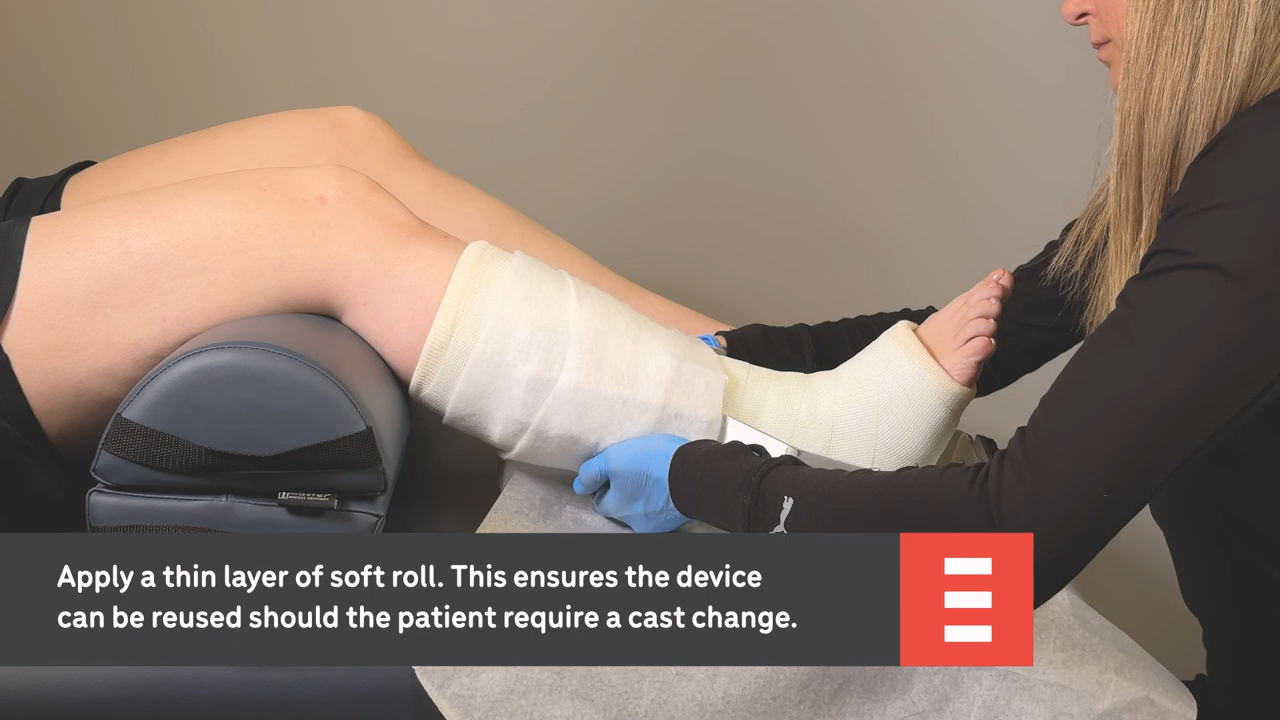 Apply a thin layer of soft roll. This ensures the device
can be reused should the patient require a cast change.